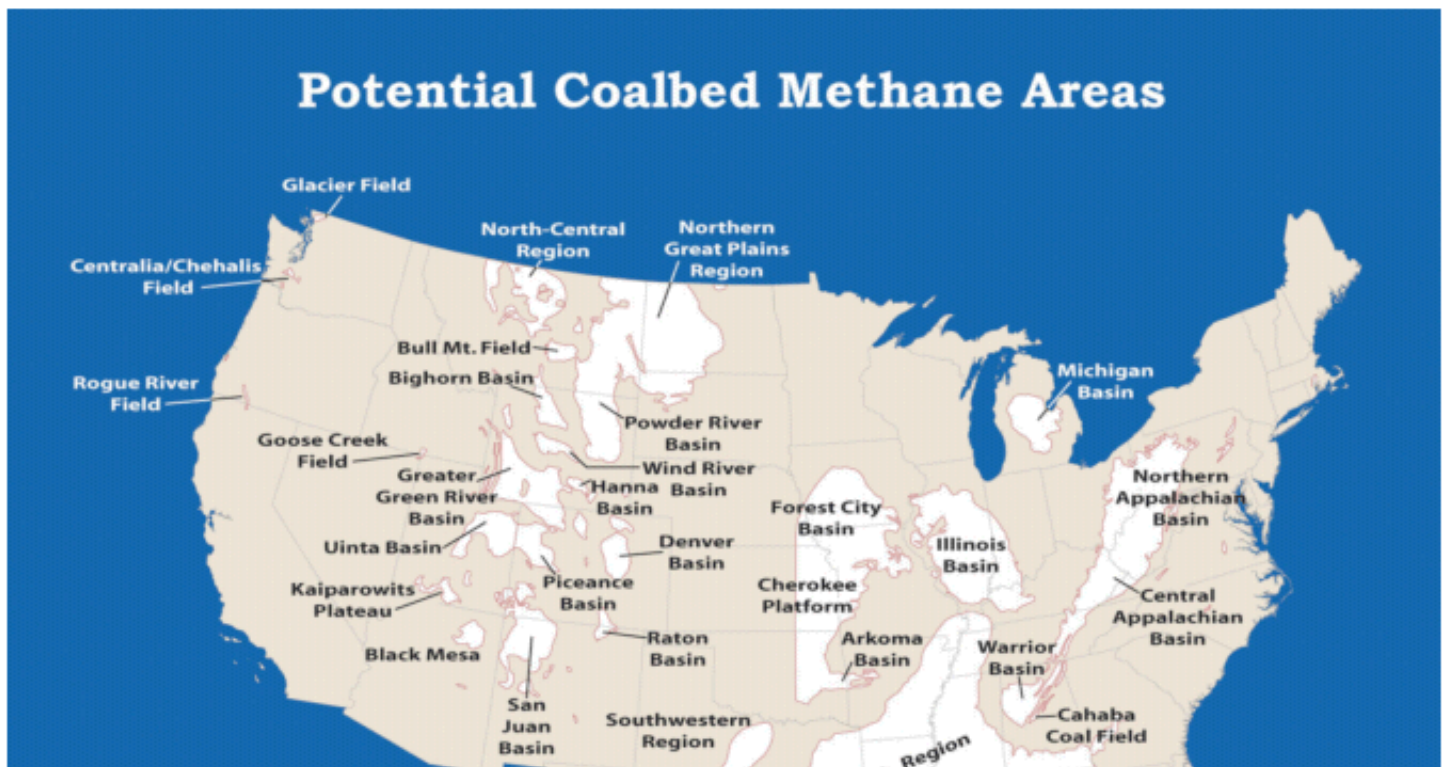 Potential Coalbed Methane Areas
Glacier Field
North-Central
Region
Northern
Great Plains
Region
Centralia/Chehalis
Field
Bull Mt. Field
Bighorn Basin
Michigan
Basin
Rogue River
Field
Powder River
Basin
Goose Creek
Field
Wind River
Basin
Greater
Green River
Basin
Hanna
Basin
Northern
Appalachian
Basin
Forest City
Basin
Illinois
Basin
Uinta Basin
Denver
Basin
Piceance
Basin
Kaiparowits
Plateau
Cherokee
Platform
Central
Appalachian
Basin
Black Mesa
Raton
Basin
Arkoma
Basin
Warrior
Basin
San
Juan
Basin
Southwestern
Region
Cahaba
Coal Field
Region